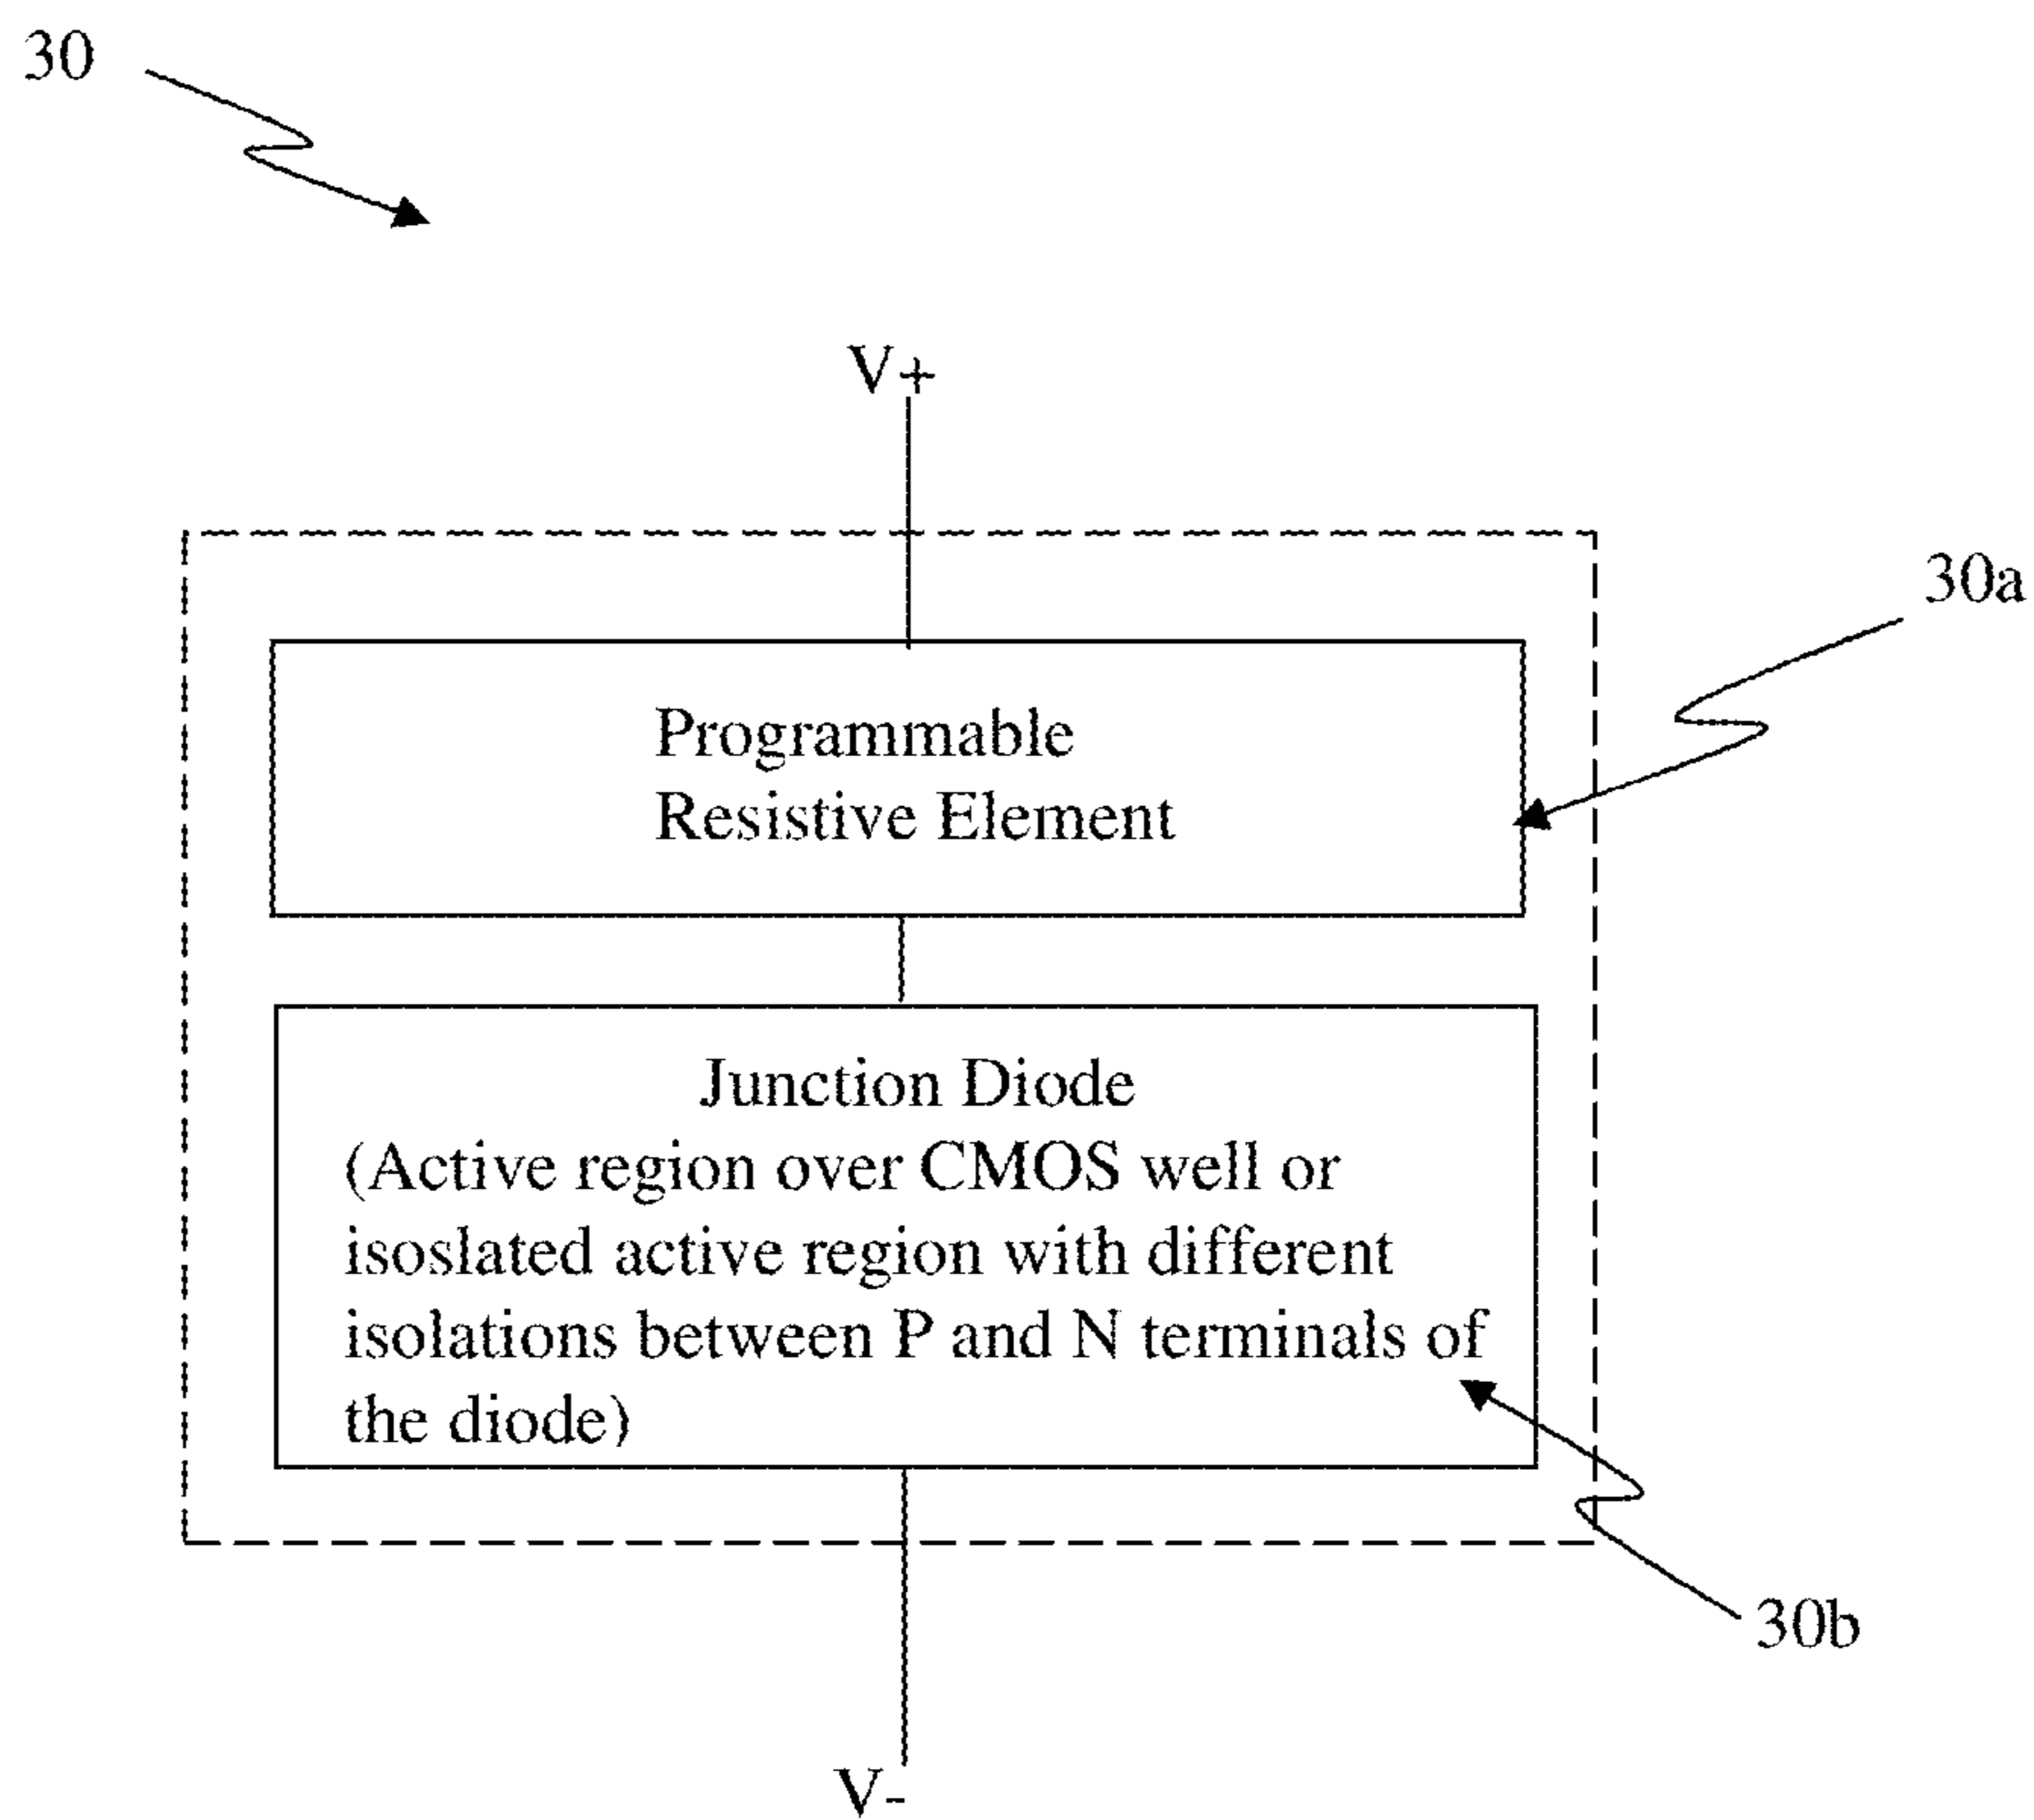 30
V+
30a
Programmable
Resistive Element
Junction Diode
(Active region over CMOS well or
isoslated active region with different
isolations between P and N terminals of
the diode)
30b
V-